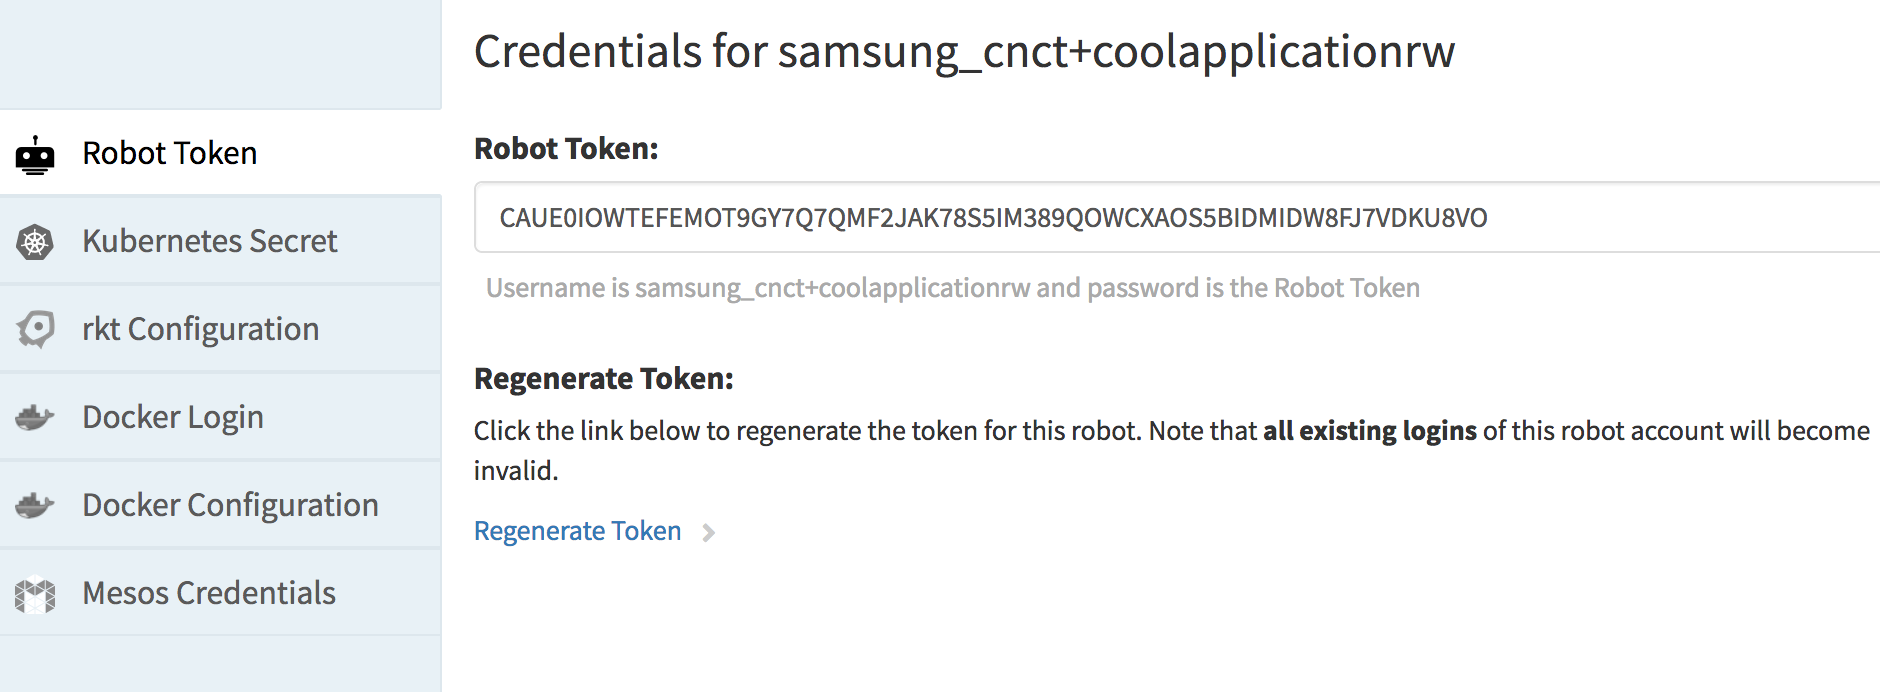 Credentials for samsung_cnct+coolapplicationrw
Robot Token
Robot Token:
CAUE0IOWTEFEMOT9GY7Q7QMF2JAK78S5IM389QOWCXAOS5BIDMIDW8FJ7VDKU8VO
Kubernetes Secret
Username is samsung_cnct+coolapplicationrw and password is the Robot Token
rkt Configuration
Regenerate Token:
Docker Login
Click the link below to regenerate the token for this robot. Note that all existing logins of this robot account will become
invalid.
Docker Configuration
Regenerate Token
Mesos Credentials